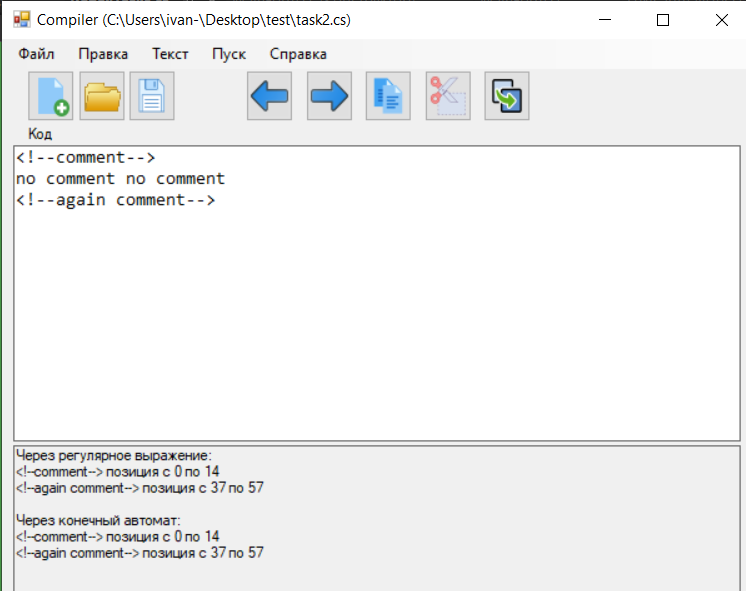 Compiler (C:\Users\ivan-\Desktop\test\task2.cs)
Файл Правка Текст Пуск Справка
Код
<!--comment-->
no comment no comment
<!--again comment-->
Через регулярное выражение:
<!--comment--> позиция с 0 по 14
<!--again comment--> позиция с 37 по 57
Через конечный автомат:
<!--comment--> позиция с 0 по 14
<!--again comment--> позиция с 37 по 57